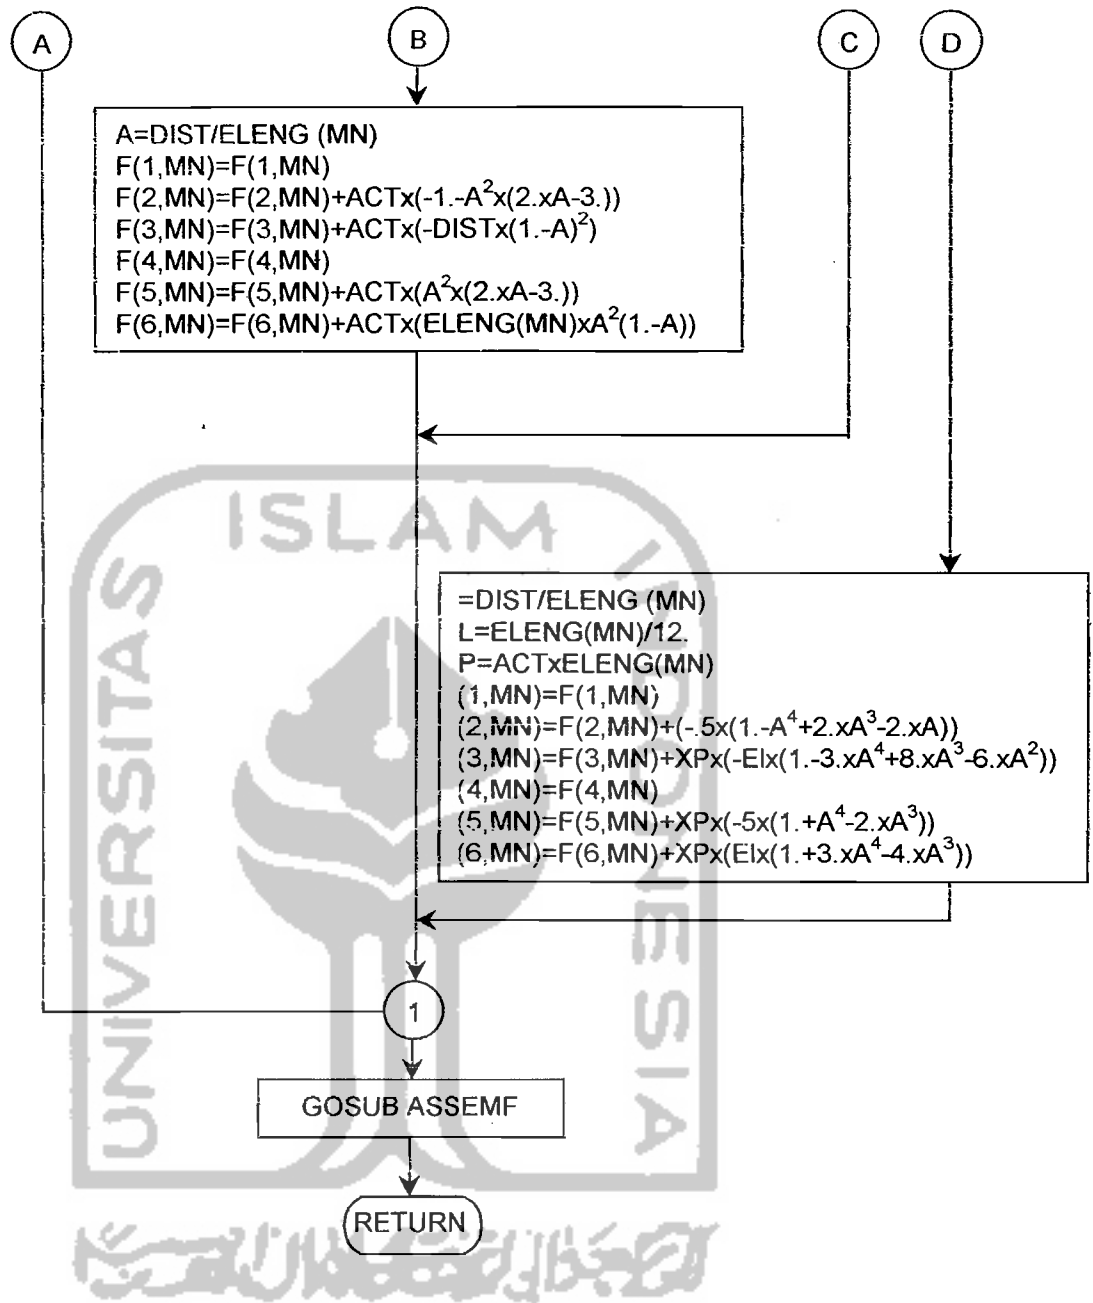 A
B
C
D
A=DIST/ELENG (MN)
F(1,MN)=F(1,MN)
F(2,MN)=F(2,MN)+ACTx(-1.-A²x(2.xA-3.))
F(3,MN)=F(3,MN)+ACTx(-DISTx(1.-A)²)
F(4,MN)=F(4,MN)
F(5,MN)=F(5,MN)+ACTx(A²x(2.xA-3.))
F(6,MN)=F(6,MN)+ACTx(ELENG(MN)xA²(1.-A))
=DIST/ELENG (MN)
L=ELENG(MN)/12.
P=ACTxELENG(MN)
(1,MN)=F(1,MN)
(2,MN)=F(2,MN)+(-.5x(1.-A⁴+2.xA³-2.xA))
(3,MN)=F(3,MN)+XPx(-Elx(1.-3.xA⁴+8.xA³-6.xA²))
(4,MN)=F(4,MN)
(5,MN)=F(5,MN)+XPx(-5x(1.+A⁴-2.xA³))
(6,MN)=F(6,MN)+XPx(Elx(1.+3.xA⁴-4.xA³))
1
GOSUB ASSEMF
RETURN
UNIVERSITAS
ISLAM
INDONESIA